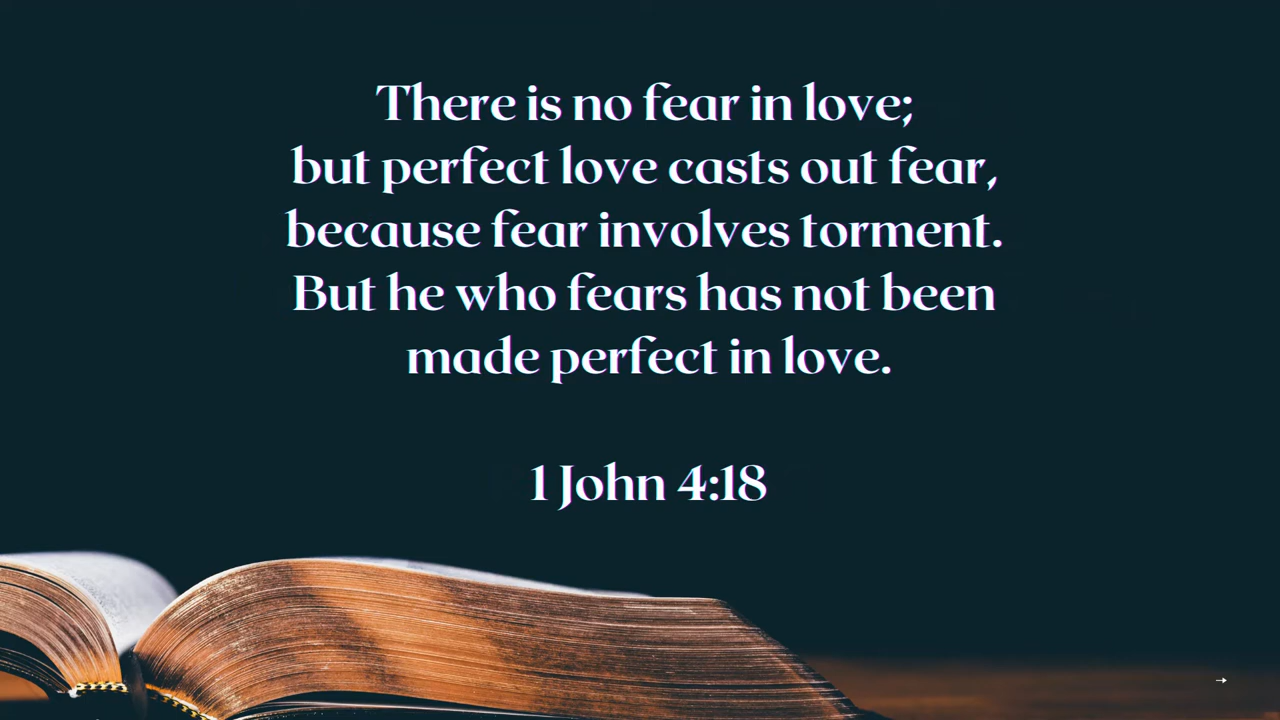 There is no fear in love;
but perfect love casts out fear,
because fear involves torment.
But he who fears has not been
made perfect in love.
1 John 4:18